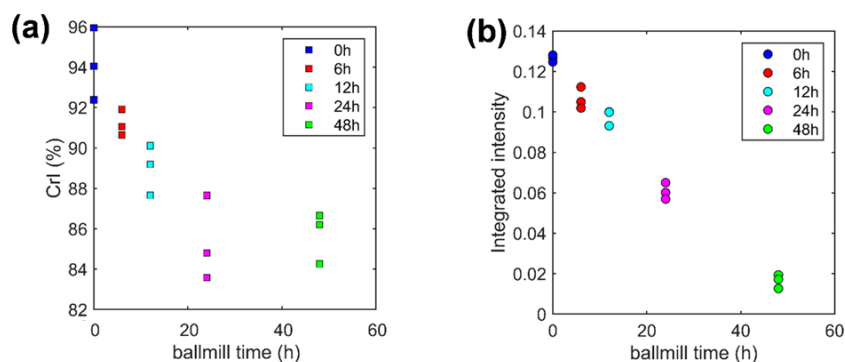 (a)
96
94
92
90
88
86
84
82
CrI (%)
0h
6h
12h
24h
48h
0 20 40 60
ballmill time (h)
(b)
0.14
0.12
0.1
0.08
0.06
0.04
0.02
0
Integrated intensity
0h
6h
12h
24h
48h
0 20 40 60
ballmill time (h)